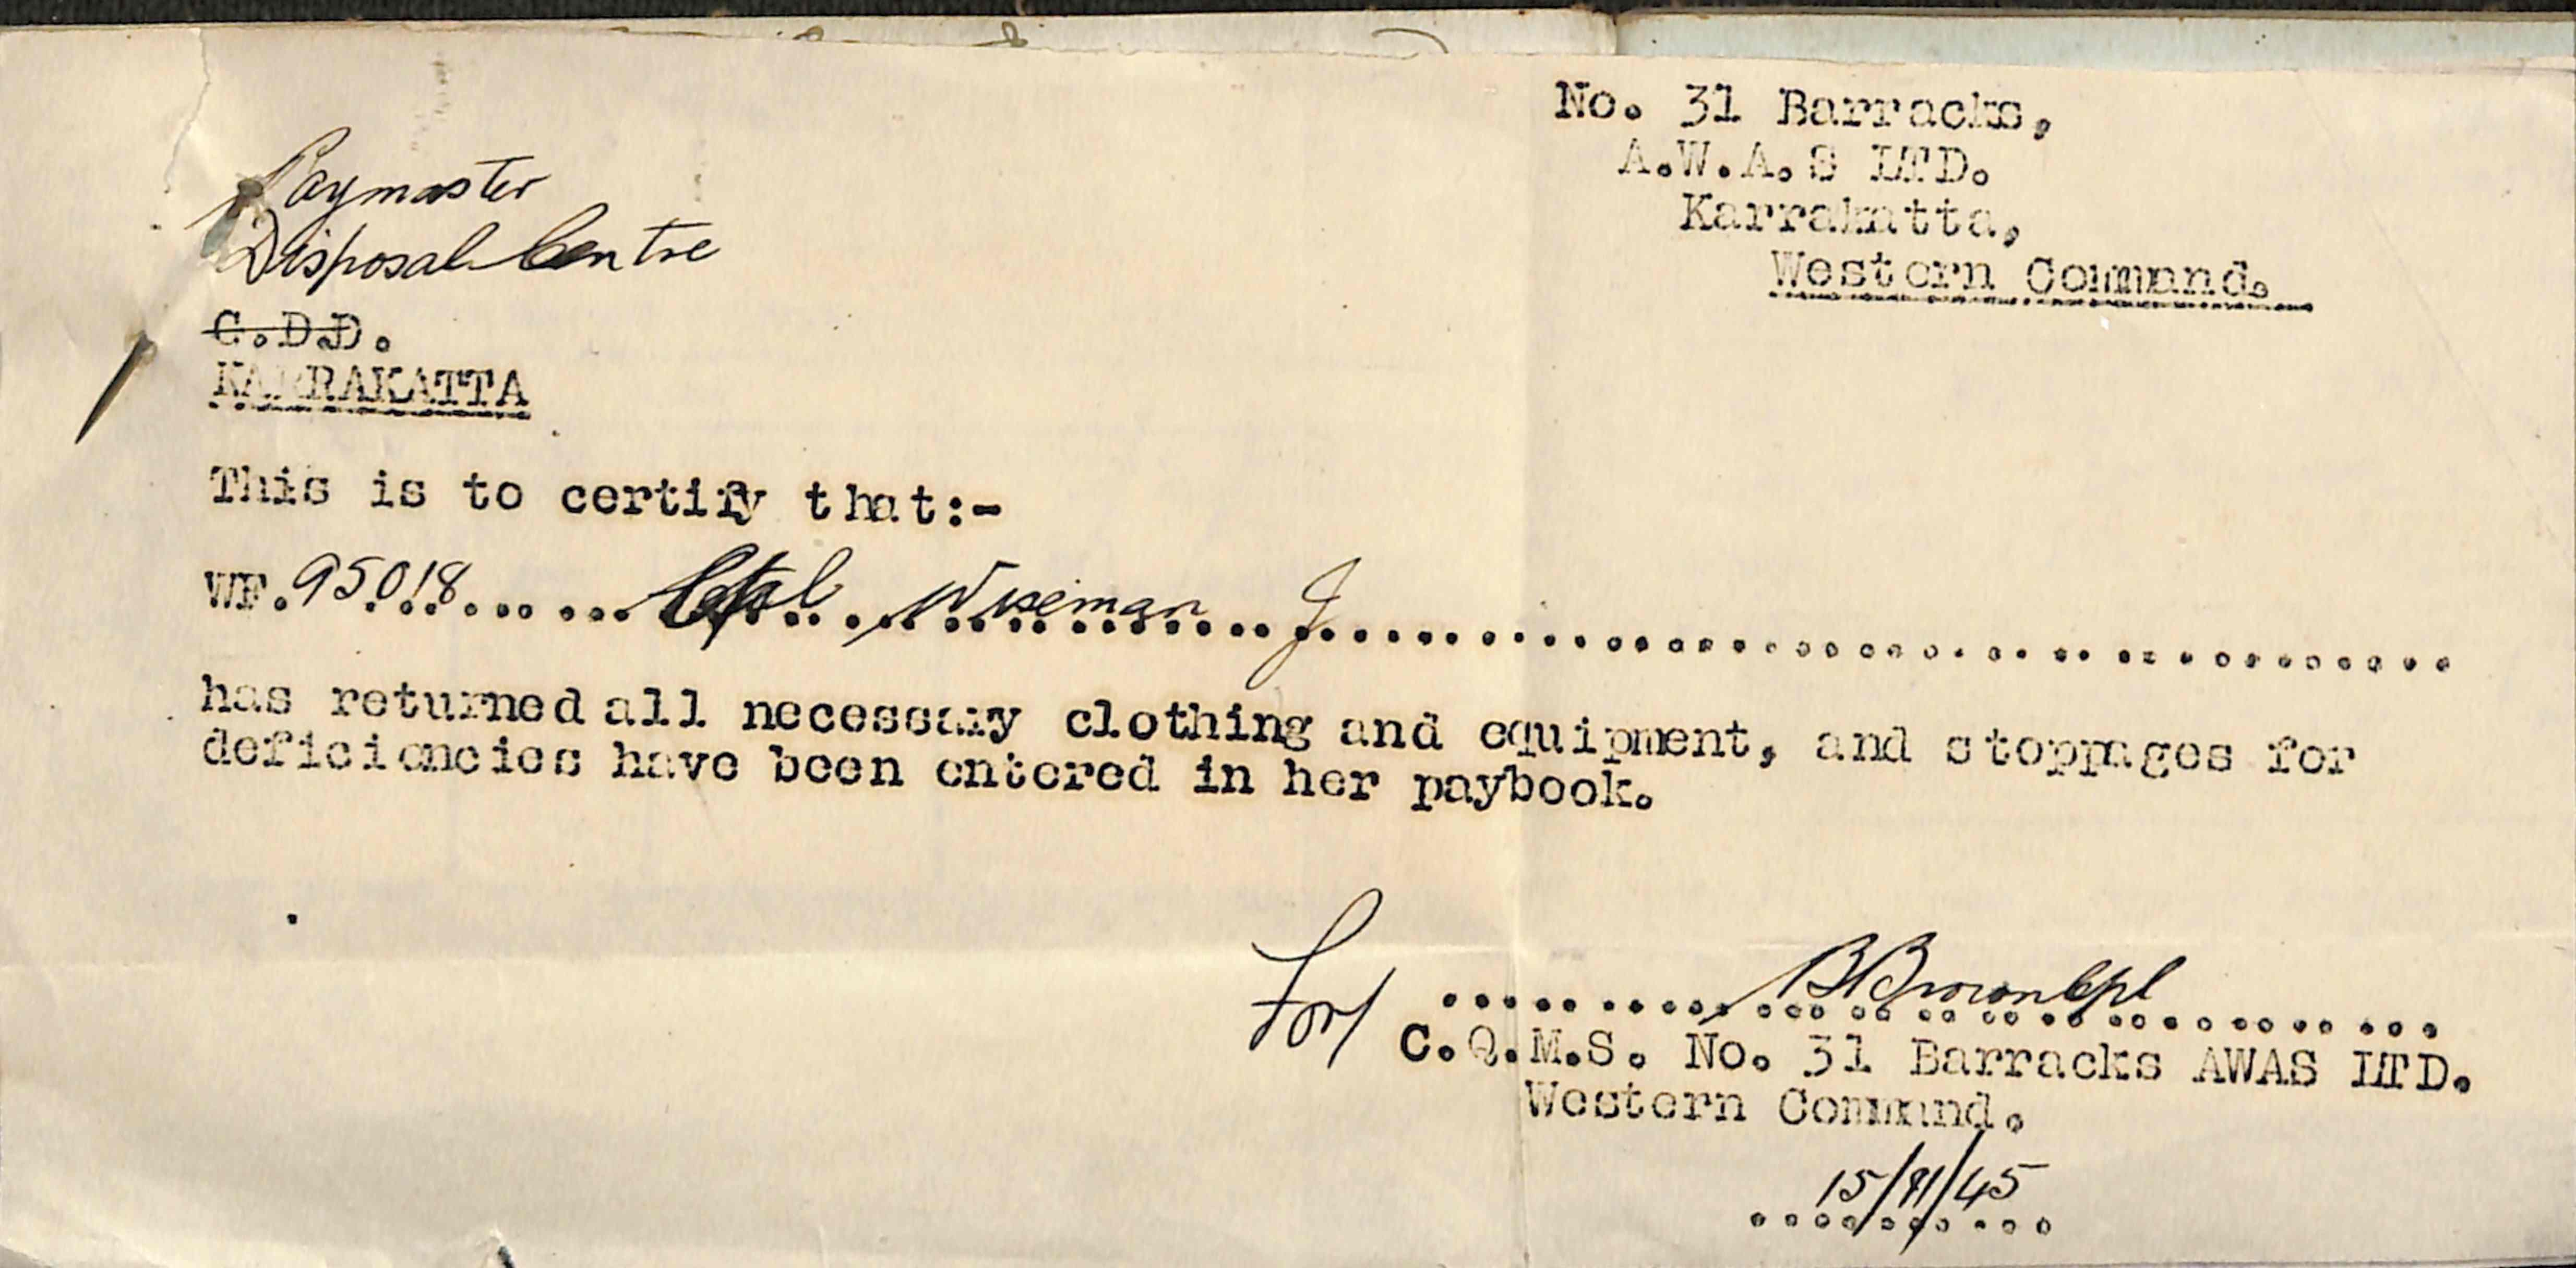 No. 31 Barracks,
A.W.A.S LTD.
Karrakatta,
Western Command.
Paymaster
Disposal Centre
C.D.D.
KARRAKATTA
This is to certify that:-
WF.95018 Wiseman J
has returned all necessary clothing and equipment, and stoppages for
deficiencies have been entered in her paybook.
For/ B Brown Cpl
C.Q.M.S. No. 31 Barracks AWAS LTD.
Western Command.
15/11/45